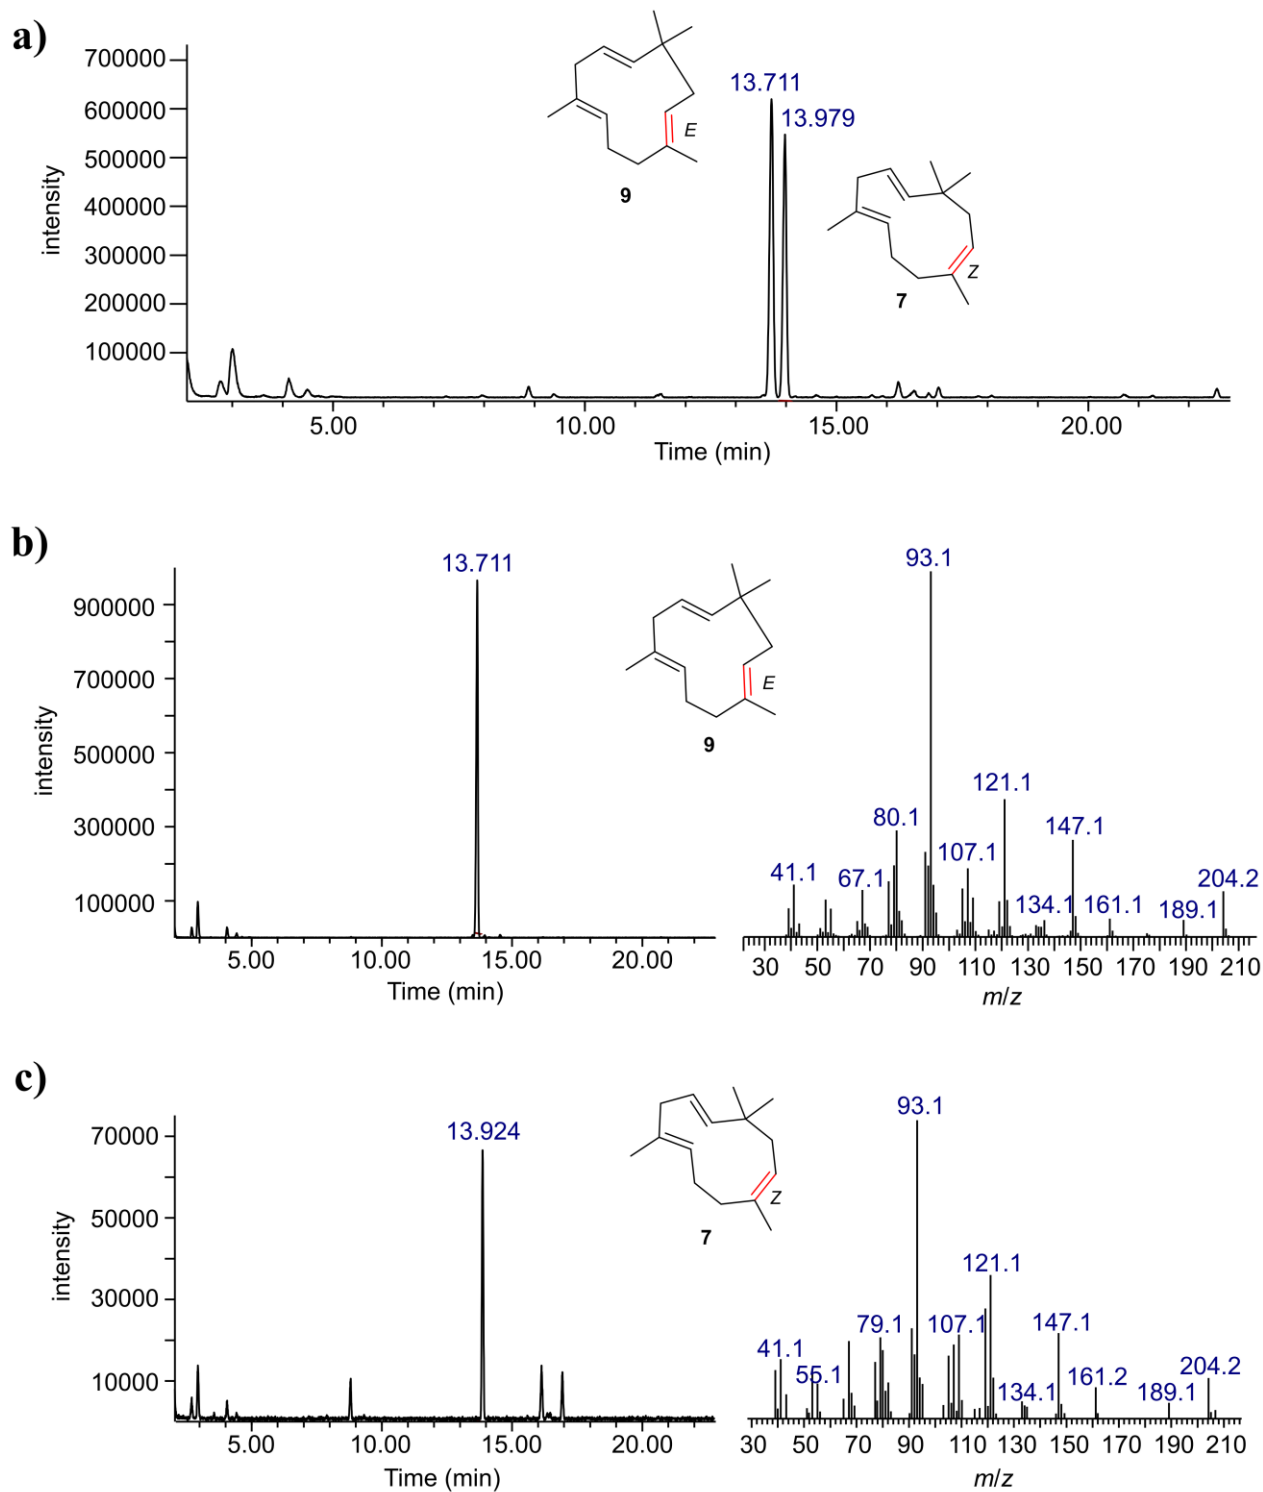 a)
700000
600000
500000
400000
300000
200000
100000
intensity
5.00 10.00 15.00 20.00
Time (min)
13.711
13.979
E
9
Z
7
b)
900000
700000
500000
300000
100000
intensity
5.00 10.00 15.00 20.00
Time (min)
13.711
E
9
93.1
121.1
80.1
147.1
107.1
41.1
67.1
134.1
161.1
189.1
204.2
30 50 70 90 110 130 150 170 190 210
m/z
c)
70000
50000
30000
10000
intensity
5.00 10.00 15.00 20.00
Time (min)
13.924
Z
7
93.1
121.1
79.1
107.1
147.1
41.1
55.1
134.1
161.2
189.1
204.2
30 50 70 90 110 130 150 170 190 210
m/z